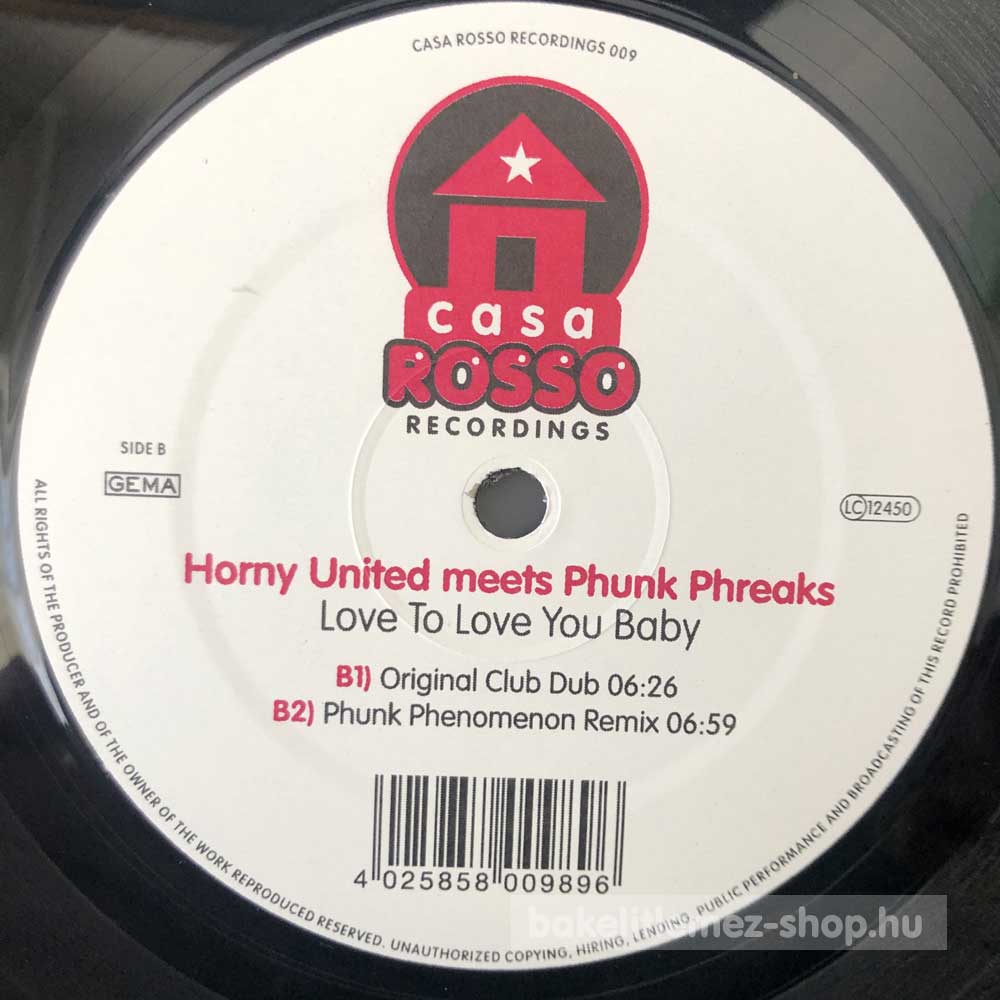 CASA ROSSO RECORDINGS 009
casa
ROSSO
RECORDINGS
SIDE B
GEMA
LC 12450
Horny United meets Phunk Phreaks
Love To Love You Baby
B1) Original Club Dub 06:26
B2) Phunk Phenomenon Remix 06:59
4 025858 009896
ALL RIGHTS OF THE PRODUCER AND OF THE OWNER OF THE WORK REPRODUCED RESERVED. UNAUTHORIZED COPYING, HIRING, LENDING, PUBLIC PERFORMANCE AND BROADCASTING OF THIS RECORD PROHIBITED
bakelitlemez-shop.hu